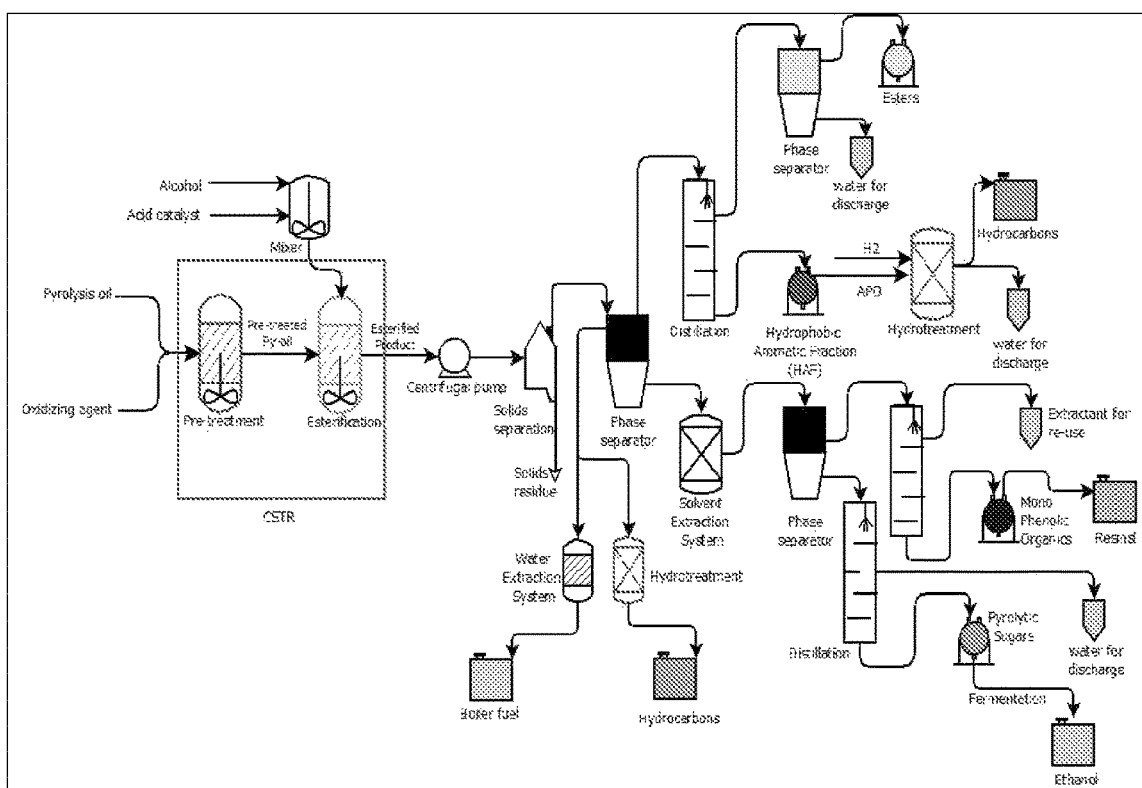 Alcohol
Acid catalyst
Mixer
Pyrolysis oil
Oxidizing agent
Pre-treated
Py-oil
Pre-treatment
Esterification
CSTR
Esterified
Product
Centrifugal pump
Solids
separation
Solids
residue
Phase
separator
Distillation
Phase
separator
Esters
water for
discharge
Hydrophobic
Aromatic Fraction
(HAF)
H2
Hydrotreatment
Hydrocarbons
water for
discharge
Solvent
Extraction
System
Phase
separator
Extractant for
re-use
Mono
Phenolic
Organics
Water
Extraction
System
Hydrotreatment
Boiler fuel
Hydrocarbons
Distillation
Pyrolytic
Sugars
water for
discharge
Fermentation
Ethanol